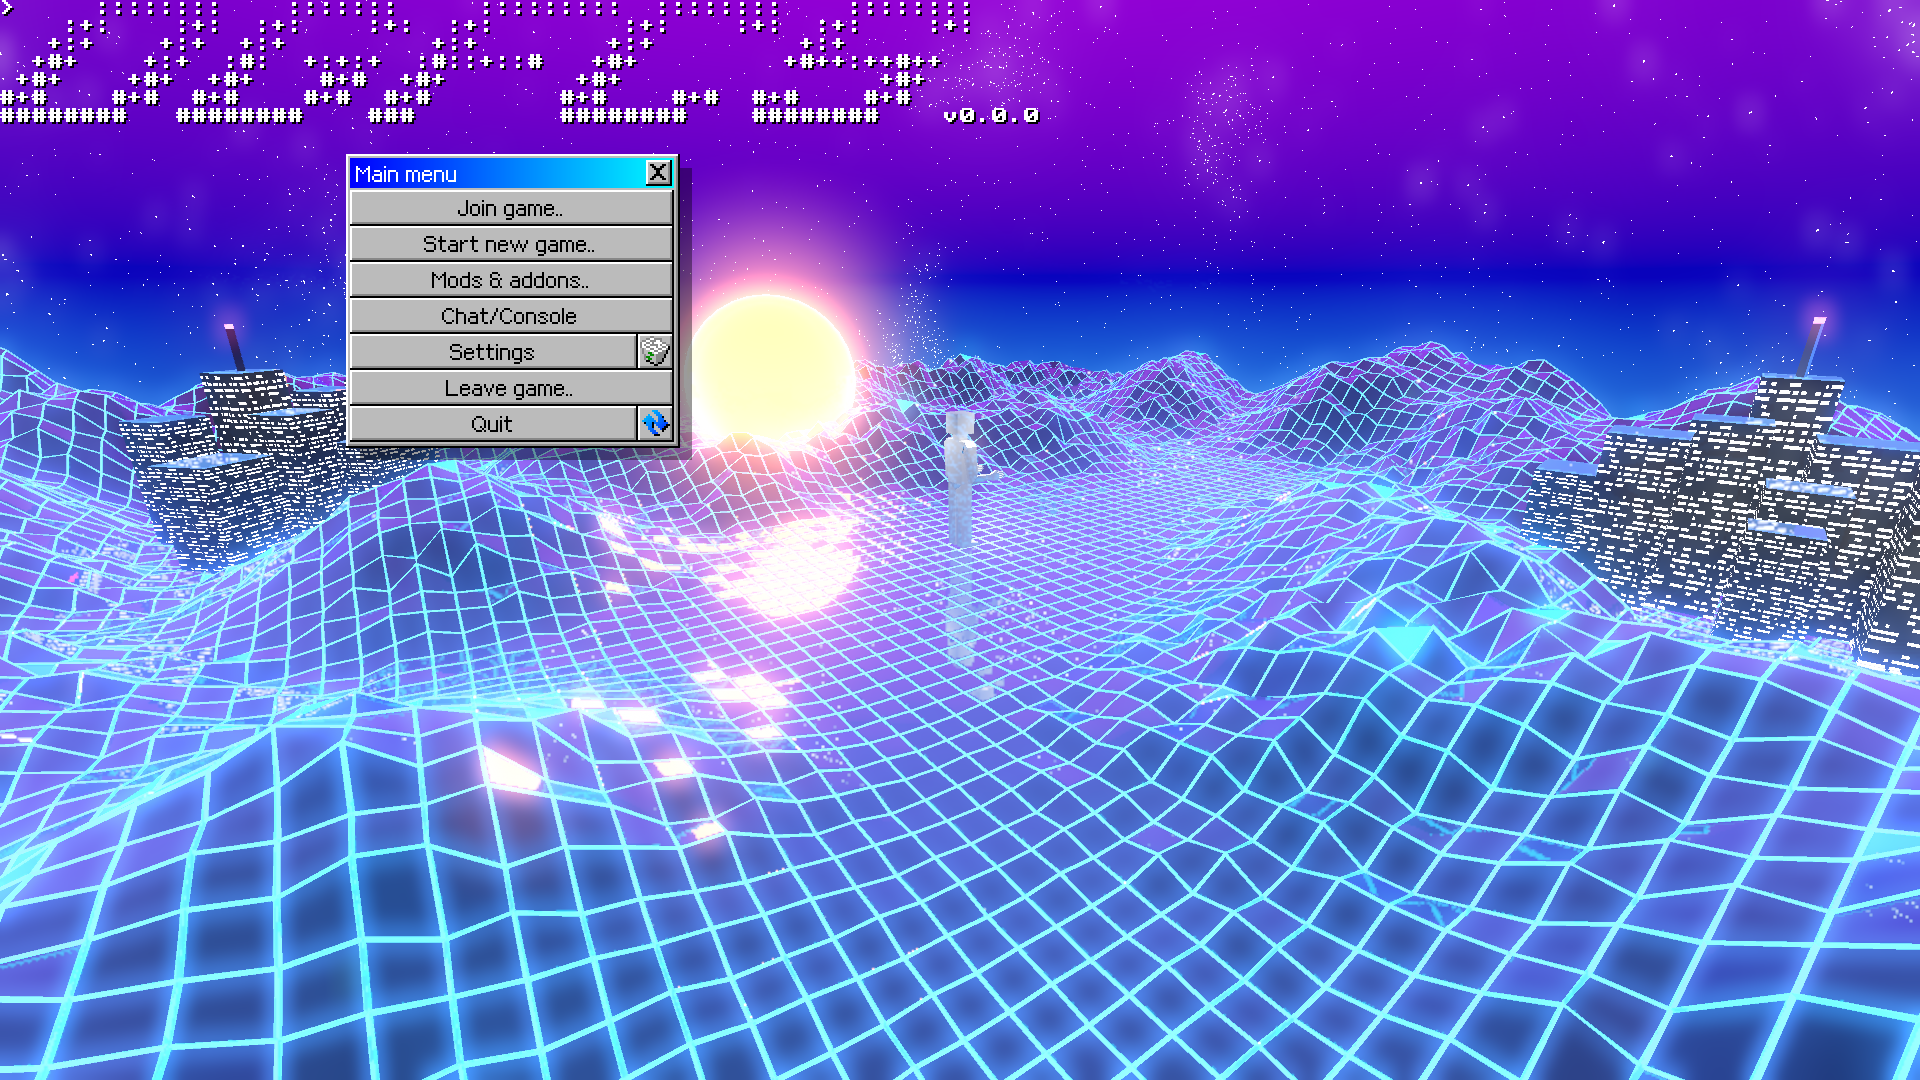 >
v0.0.0
Main menu
Join game..
Start new game..
Mods & addons..
Chat/Console
Settings
Leave game..
Quit